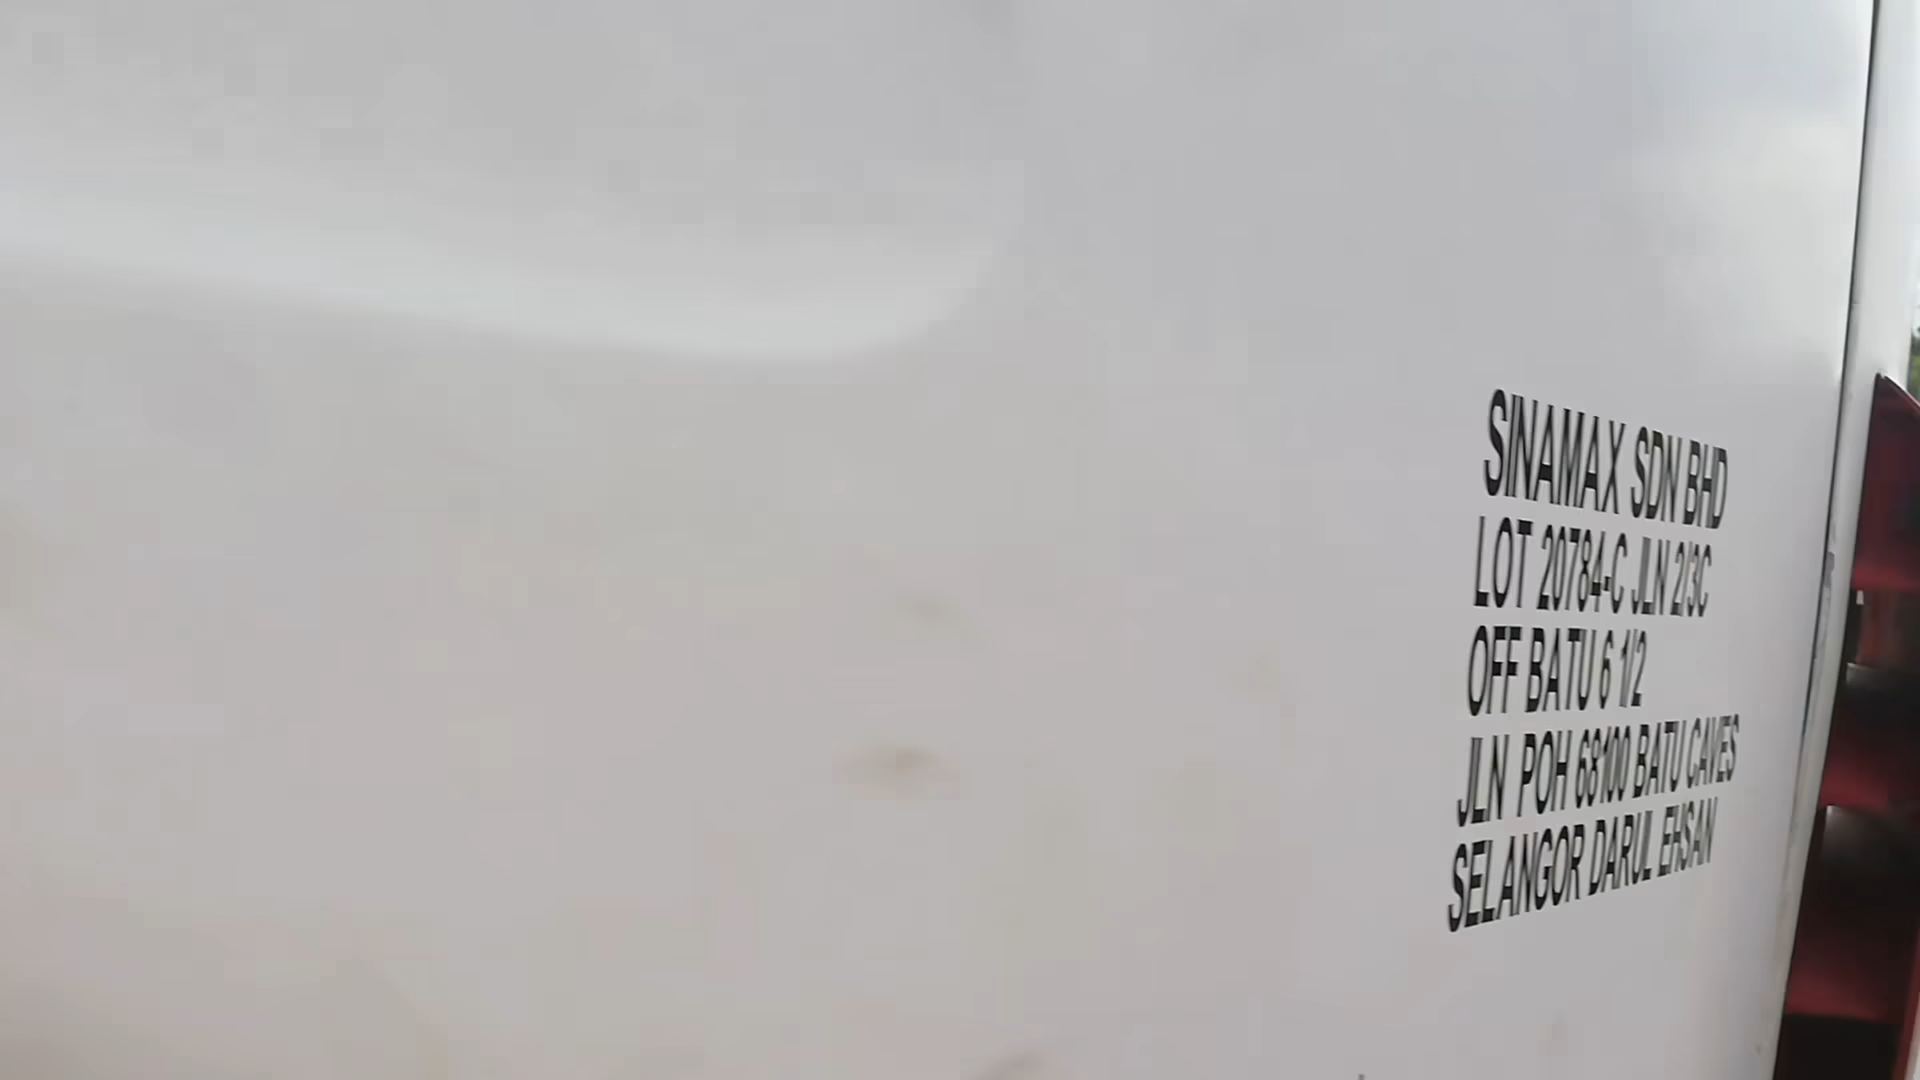 SINAMAX SDN BHD
LOT 20784-C JLN 2/3C
OFF BATU 6 1/2
JLN POH 68100 BATU CAVES
SELANGOR DARUL EHSAN